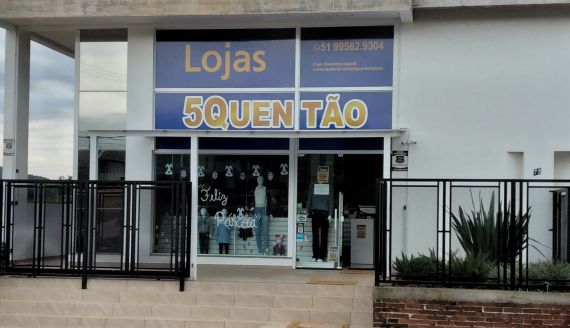 Lojas
51 99562.9304
5QUEN TÃO
Feliz
Páscoa